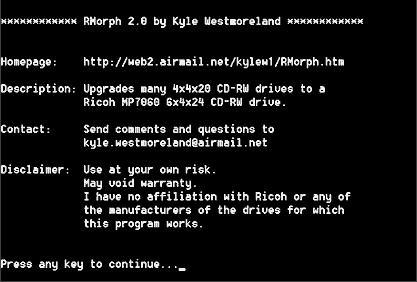 ************ RMorph 2.0 by Kyle Westmoreland ************
Homepage: http://web2.airmail.net/kylew1/RMorph.htm
Description: Upgrades many 4x4x20 CD-RW drives to a
Ricoh MP7060 6x4x24 CD-RW drive.
Contact: Send comments and questions to
kyle.westmoreland@airmail.net
Disclaimer: Use at your own risk.
May void warranty.
I have no affiliation with Ricoh or any of
the manufacturers of the drives for which
this program works.
Press any key to continue..._